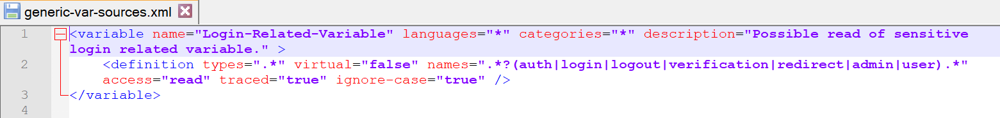 generic-var-sources.xml
1 <variable name="Login-Related-Variable" languages="*" categories="*" description="Possible read of sensitive
login related variable." >
2 <definition types=".*" virtual="false" names=".*?(auth|login|logout|verification|redirect|admin|user).*"
access="read" traced="true" ignore-case="true" />
3 </variable>
4